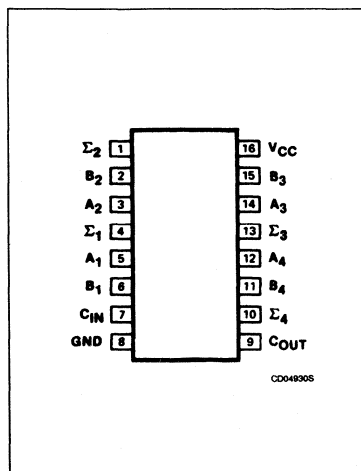 Σ2 1 16 VCC
B2 2 15 B3
A2 3 14 A3
Σ1 4 13 Σ3
A1 5 12 A4
B1 6 11 B4
CIN 7 10 Σ4
GND 8 9 COUT
CD04930S